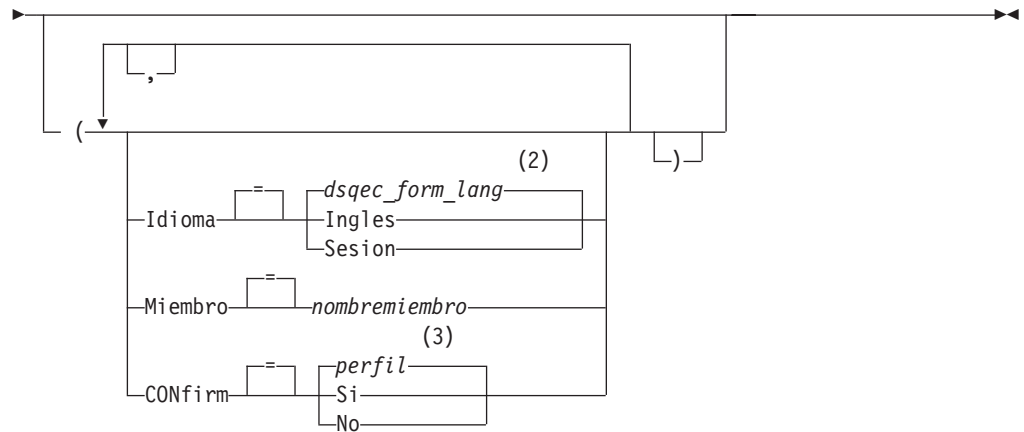 ,
( )
(2)
= dsqec_form_lang
Idioma Ingles
Sesion
=
Miembro nombremiembro
(3)
= perfil
CONfirm Si
No